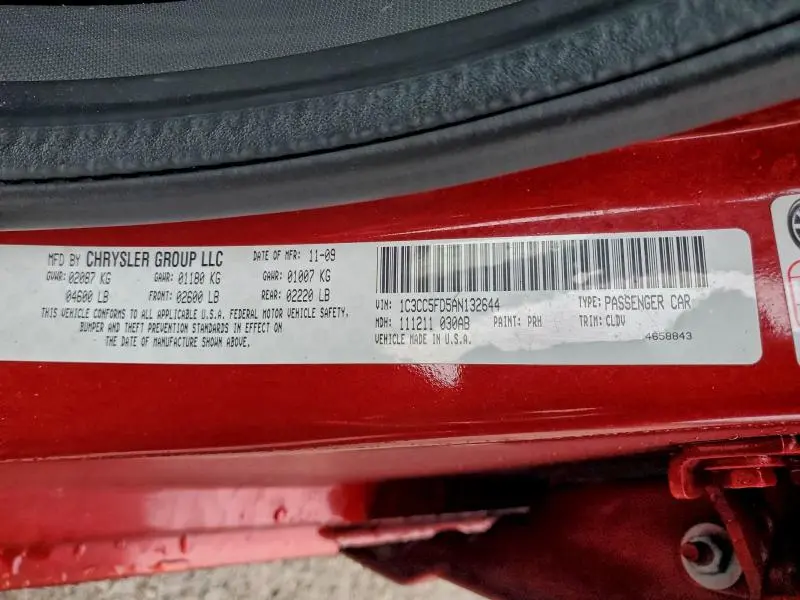 MFD BY CHRYSLER GROUP LLC DATE OF MFR: 11-09
GVWR: 02087 KG GAWR: 01180 KG GAWR: 01007 KG
04600 LB FRONT: 02600 LB REAR: 02220 LB
THIS VEHICLE CONFORMS TO ALL APPLICABLE U.S.A. FEDERAL MOTOR VEHICLE SAFETY,
BUMPER AND THEFT PREVENTION STANDARDS IN EFFECT ON
THE DATE OF MANUFACTURE SHOWN ABOVE.
VIN: 1C3CC5FD5AN132644 TYPE: PASSENGER CAR
MDH: 111211 030AB PAINT: PRH TRIM: CLDV
VEHICLE MADE IN U.S.A. 4658843